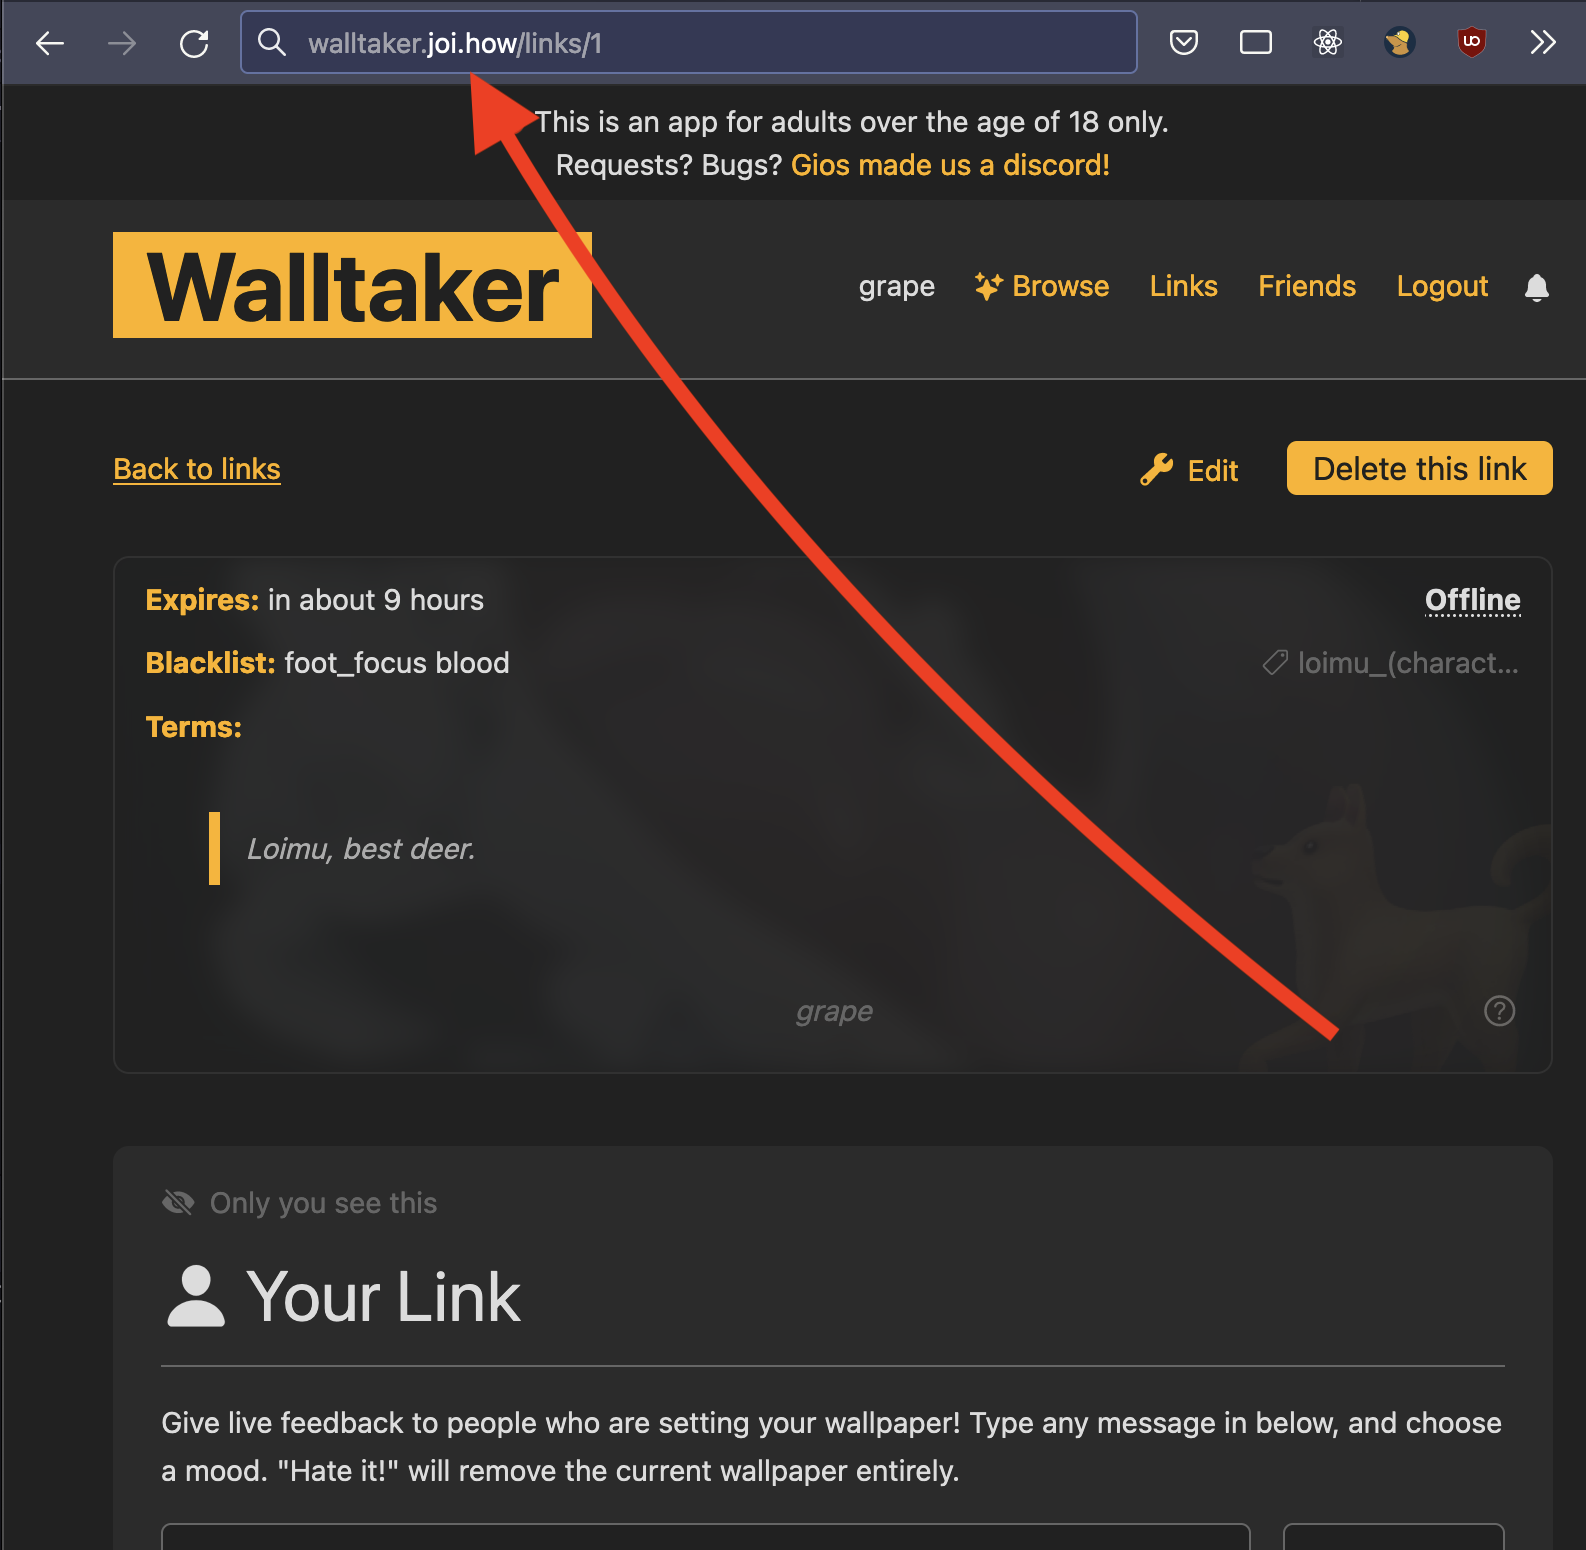 walltaker.joi.how/links/1
This is an app for adults over the age of 18 only.
Requests? Bugs? Gios made us a discord!
Walltaker
grape Browse Links Friends Logout
Back to links
Edit
Delete this link
Expires: in about 9 hours
Offline
Blacklist: foot_focus blood
loimu_(charact...
Terms:
Loimu, best deer.
grape
?
Only you see this
Your Link
Give live feedback to people who are setting your wallpaper! Type any message in below, and choose
a mood. "Hate it!" will remove the current wallpaper entirely.